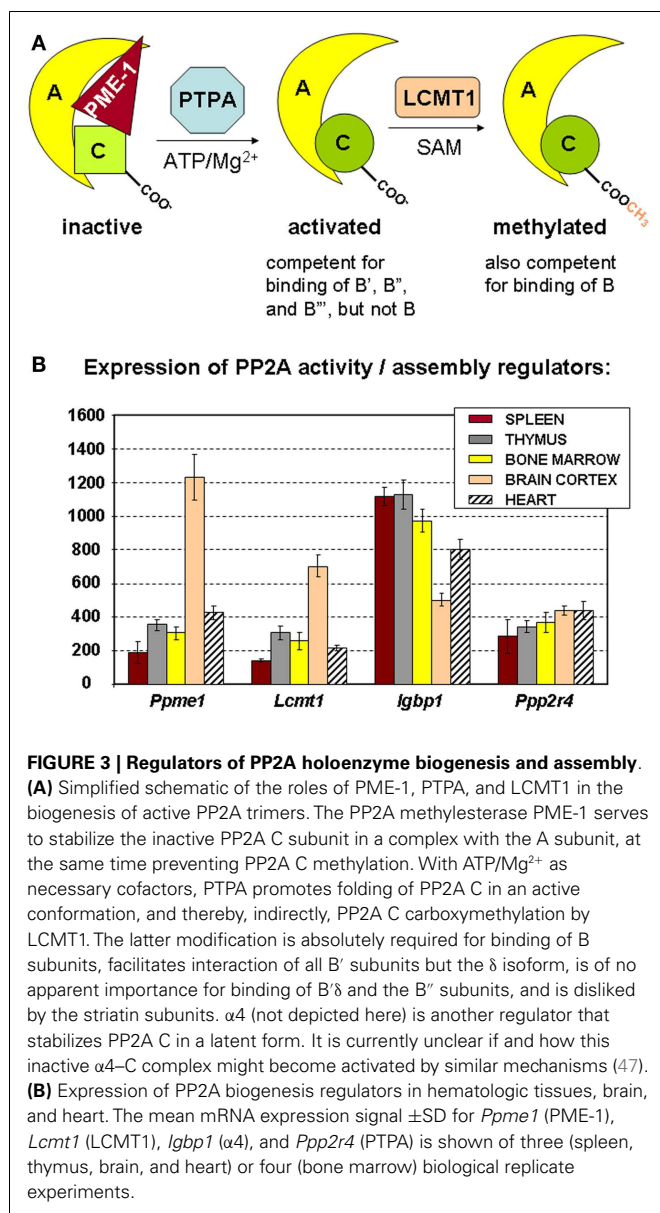 A
A
PME-1
C
COO-
inactive
PTPA
ATP/Mg2+
A
C
COO-
activated
competent for
binding of B', B",
and B"', but not B
LCMT1
SAM
A
C
COOCH3
methylated
also competent
for binding of B
B Expression of PP2A activity / assembly regulators:
1600
1400
1200
1000
800
600
400
200
0
SPLEEN
THYMUS
BONE MARROW
BRAIN CORTEX
HEART
Ppme1 Lcmt1 Igbp1 Ppp2r4
FIGURE 3 | Regulators of PP2A holoenzyme biogenesis and assembly.
(A) Simplified schematic of the roles of PME-1, PTPA, and LCMT1 in the
biogenesis of active PP2A trimers. The PP2A methylesterase PME-1 serves
to stabilize the inactive PP2A C subunit in a complex with the A subunit, at
the same time preventing PP2A C methylation. With ATP/Mg2+ as
necessary cofactors, PTPA promotes folding of PP2A C in an active
conformation, and thereby, indirectly, PP2A C carboxymethylation by
LCMT1. The latter modification is absolutely required for binding of B
subunits, facilitates interaction of all B′ subunits but the δ isoform, is of no
apparent importance for binding of B′δ and the B″ subunits, and is disliked
by the striatin subunits. α4 (not depicted here) is another regulator that
stabilizes PP2A C in a latent form. It is currently unclear if and how this
inactive α4–C complex might become activated by similar mechanisms (47).
(B) Expression of PP2A biogenesis regulators in hematologic tissues, brain,
and heart. The mean mRNA expression signal ±SD for Ppme1 (PME-1),
Lcmt1 (LCMT1), Igbp1 (α4), and Ppp2r4 (PTPA) is shown of three (spleen,
thymus, brain, and heart) or four (bone marrow) biological replicate
experiments.